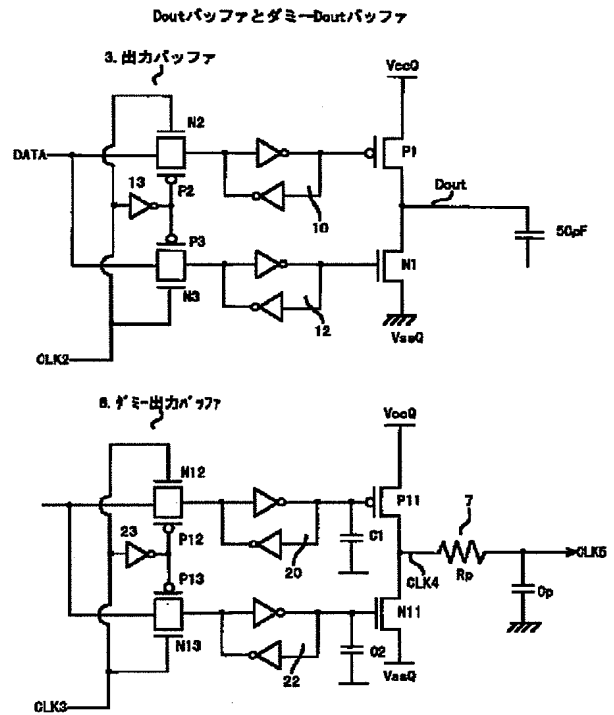 Doutバッファとダミ-Doutバッファ
3. 出力バッファ
VccQ
N2
DATA
P1
13
P2
Dout
10
50pF
P3
N1
N3
12
VssQ
CLK2
6. ダミー出力バッファ
VccQ
N12
P11
7
23
P12
C1
20
CLK4
Rp
CLK5
P13
Cp
N11
N13
C2
22
VssQ
CLK3